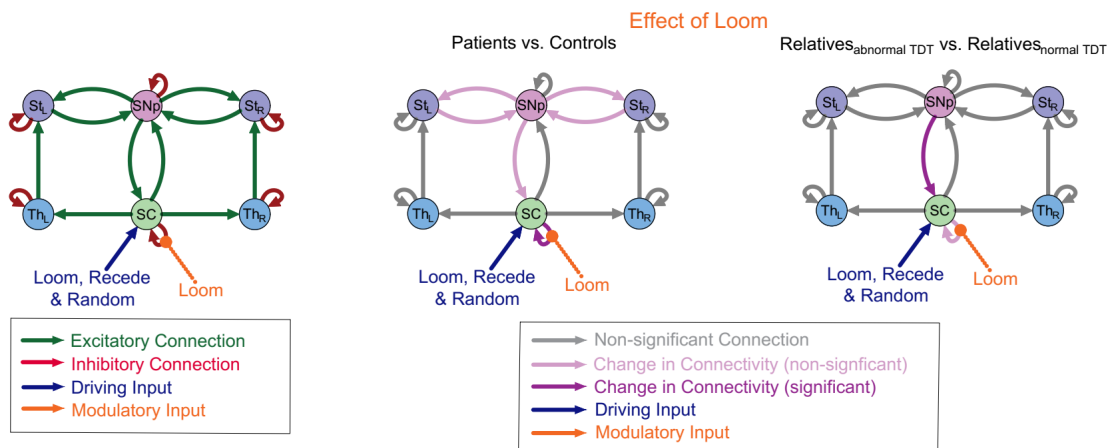 Effect of Loom
Patients vs. Controls
Relatives abnormal TDT vs. Relatives normal TDT
StL
SNp
StR
ThL
SC
ThR
Loom, Recede
& Random
Loom
StL
SNp
StR
ThL
SC
ThR
Loom, Recede
& Random
Loom
StL
SNp
StR
ThL
SC
ThR
Loom, Recede
& Random
Loom
Excitatory Connection
Inhibitory Connection
Driving Input
Modulatory Input
Non-significant Connection
Change in Connectivity (non-signficant)
Change in Connectivity (significant)
Driving Input
Modulatory Input